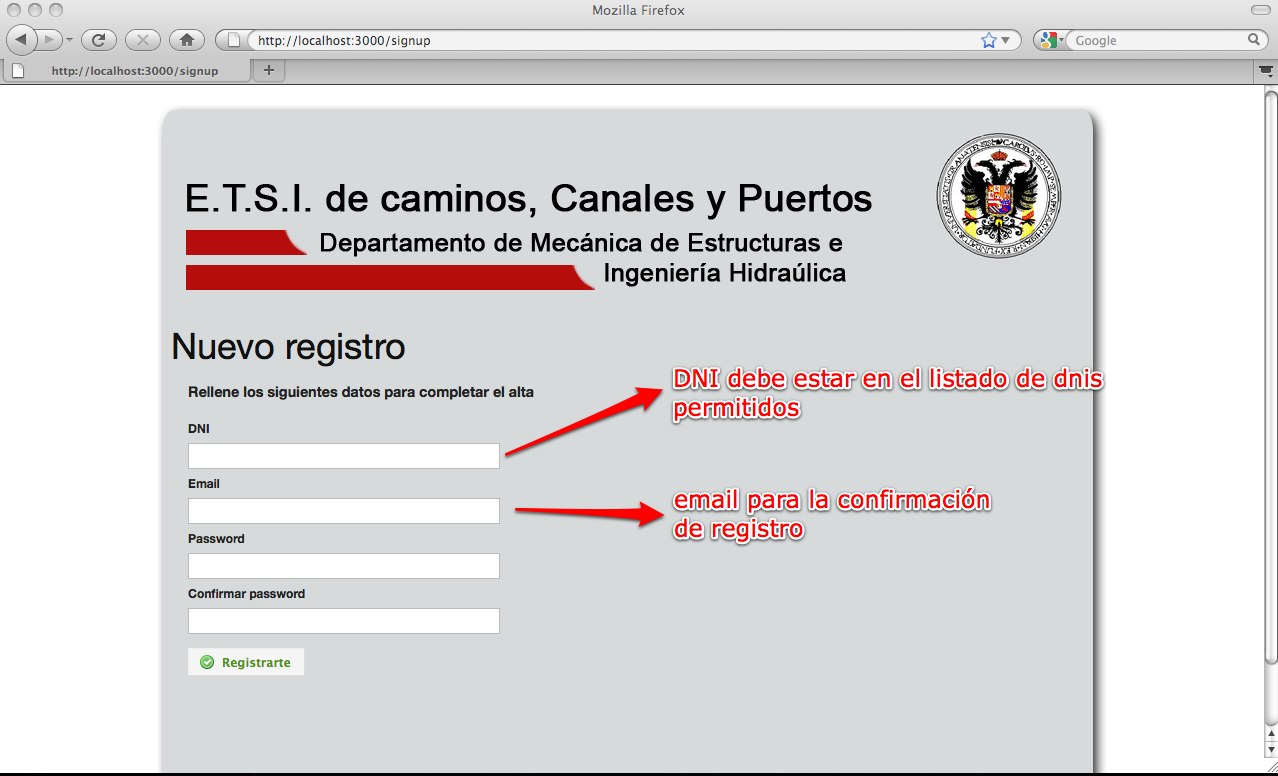 Mozilla Firefox
http://localhost:3000/signup
Google
http://localhost:3000/signup
E.T.S.I. de caminos, Canales y Puertos
Departamento de Mecánica de Estructuras e
Ingeniería Hidraúlica
Nuevo registro
Rellene los siguientes datos para completar el alta
DNI debe estar en el listado de dnis
permitidos
DNI
Email
email para la confirmación
de registro
Password
Confirmar password
Registrarte